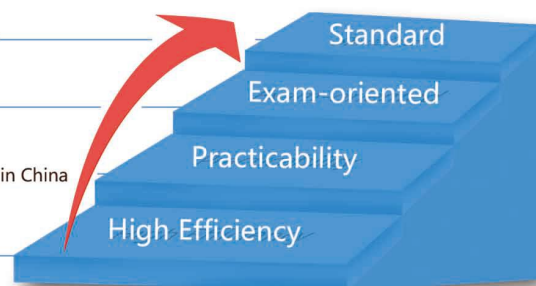 Standard
Exam-oriented
Practicability
in China
High Efficiency